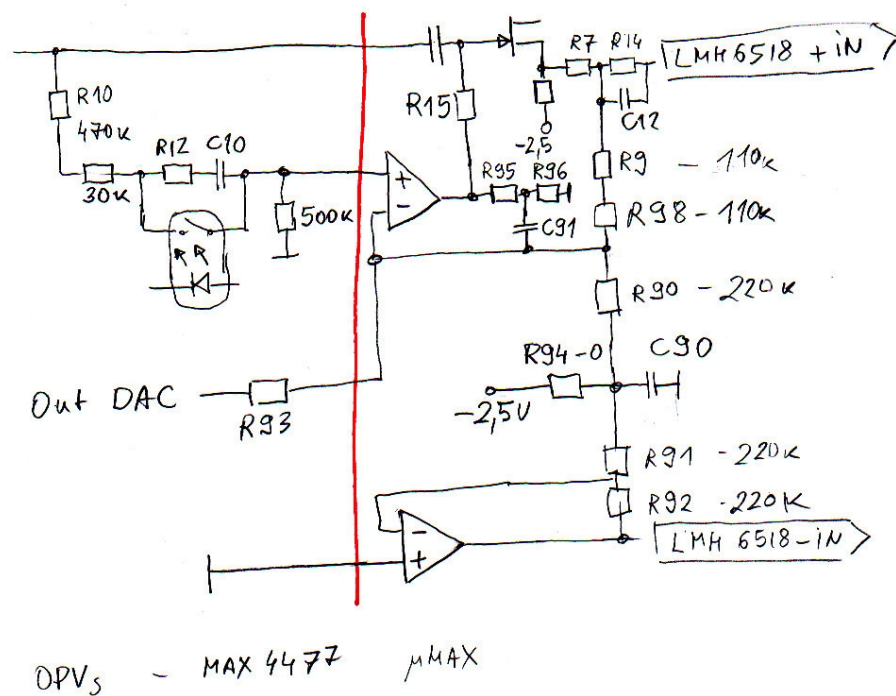 R7
R14
LMH 6518 + iN
R10
470K
R15
-2,5
C12
R12
C10
R95
R96
R9 - 110k
30k
+
-
500k
C91
R98 - 110k
R90 - 220k
R94-0
C90
Out DAC
R93
-2,5V
R91 - 220k
R92 - 220k
-
+
LMH 6518-iN
OPVs - MAX 4477 μMAX